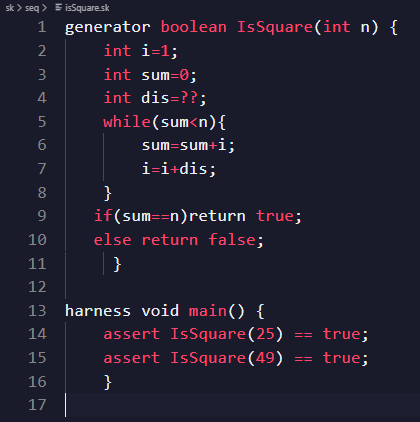 sk > seq > isSquare.sk
1 generator boolean IsSquare(int n) {
2 int i=1;
3 int sum=0;
4 int dis=??;
5 while(sum<n){
6 sum=sum+i;
7 i=i+dis;
8 }
9 if(sum==n)return true;
10 else return false;
11 }
12
13 harness void main() {
14 assert IsSquare(25) == true;
15 assert IsSquare(49) == true;
16 }
17